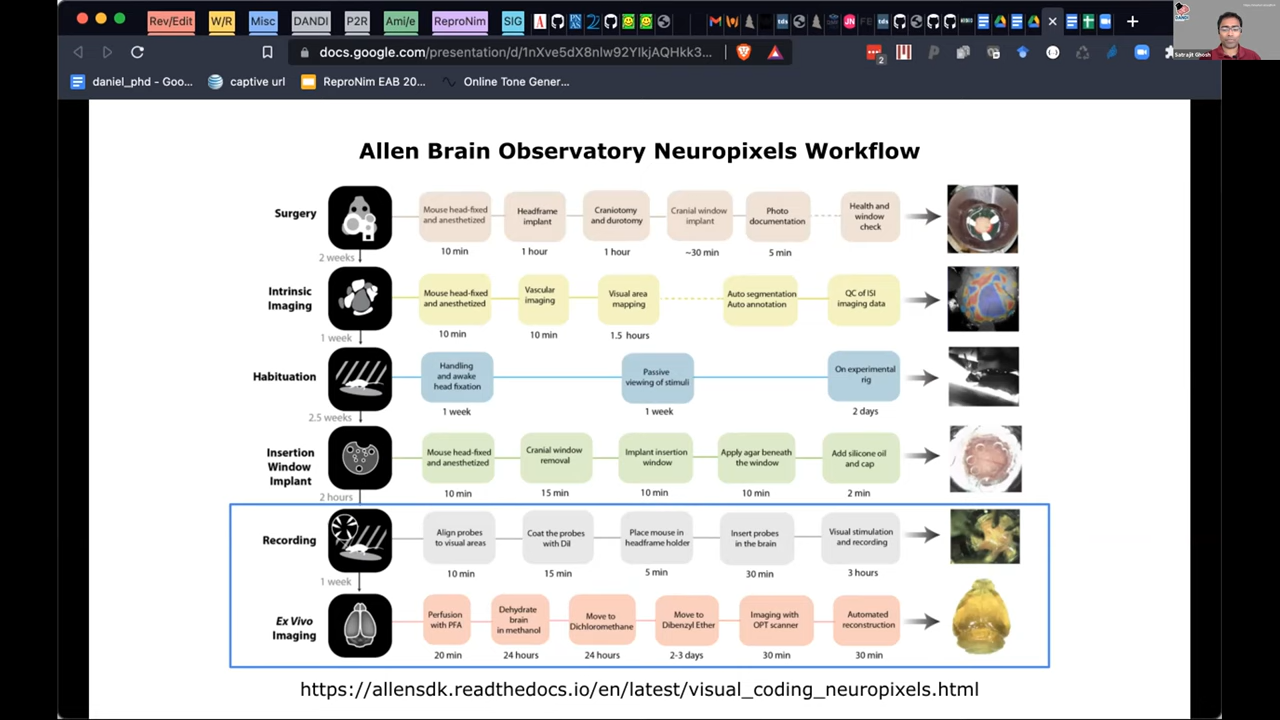 Rev/Edit W/R Misc DANDI P2R Ami/e ReproNim SIG
docs.google.com/presentation/d/1nXve5dX8nlw92YIkjAQHkk3...
2
daniel_phd - Goo... captive url ReproNim EAB 20... Online Tone Gener...
Satrajit Ghosh
Allen Brain Observatory Neuropixels Workflow
Surgery
Mouse head-fixed
and anesthetized
10 min
Headframe
implant
1 hour
Craniotomy
and durotomy
1 hour
Cranial window
implant
~30 min
Photo
documentation
5 min
Health and
window
check
2 weeks
Intrinsic
Imaging
Mouse head-fixed
and anesthetized
10 min
Vascular
imaging
10 min
Visual area
mapping
1.5 hours
Auto segmentation
Auto annotation
QC of ISI
imaging data
1 week
Habituation
Handling
and awake
head fixation
1 week
Passive
viewing of stimuli
1 week
On experimental
rig
2 days
2.5 weeks
Insertion
Window
Implant
Mouse head-fixed
and anesthetized
10 min
Cranial window
removal
15 min
Implant insertion
window
10 min
Apply agar beneath
the window
10 min
Add silicone oil
and cap
2 min
2 hours
Recording
Align probes
to visual areas
10 min
Coat the probes
with DiI
15 min
Place mouse in
headframe holder
5 min
Insert probes
in the brain
30 min
Visual stimulation
and recording
3 hours
1 week
Ex Vivo
Imaging
Perfusion
with PFA
20 min
Dehydrate
brain
in methanol
24 hours
Move to
Dichloromethane
24 hours
Move to
Dibenzyl Ether
2-3 days
Imaging with
OPT scanner
30 min
Automated
reconstruction
30 min
https://allensdk.readthedocs.io/en/latest/visual_coding_neuropixels.html